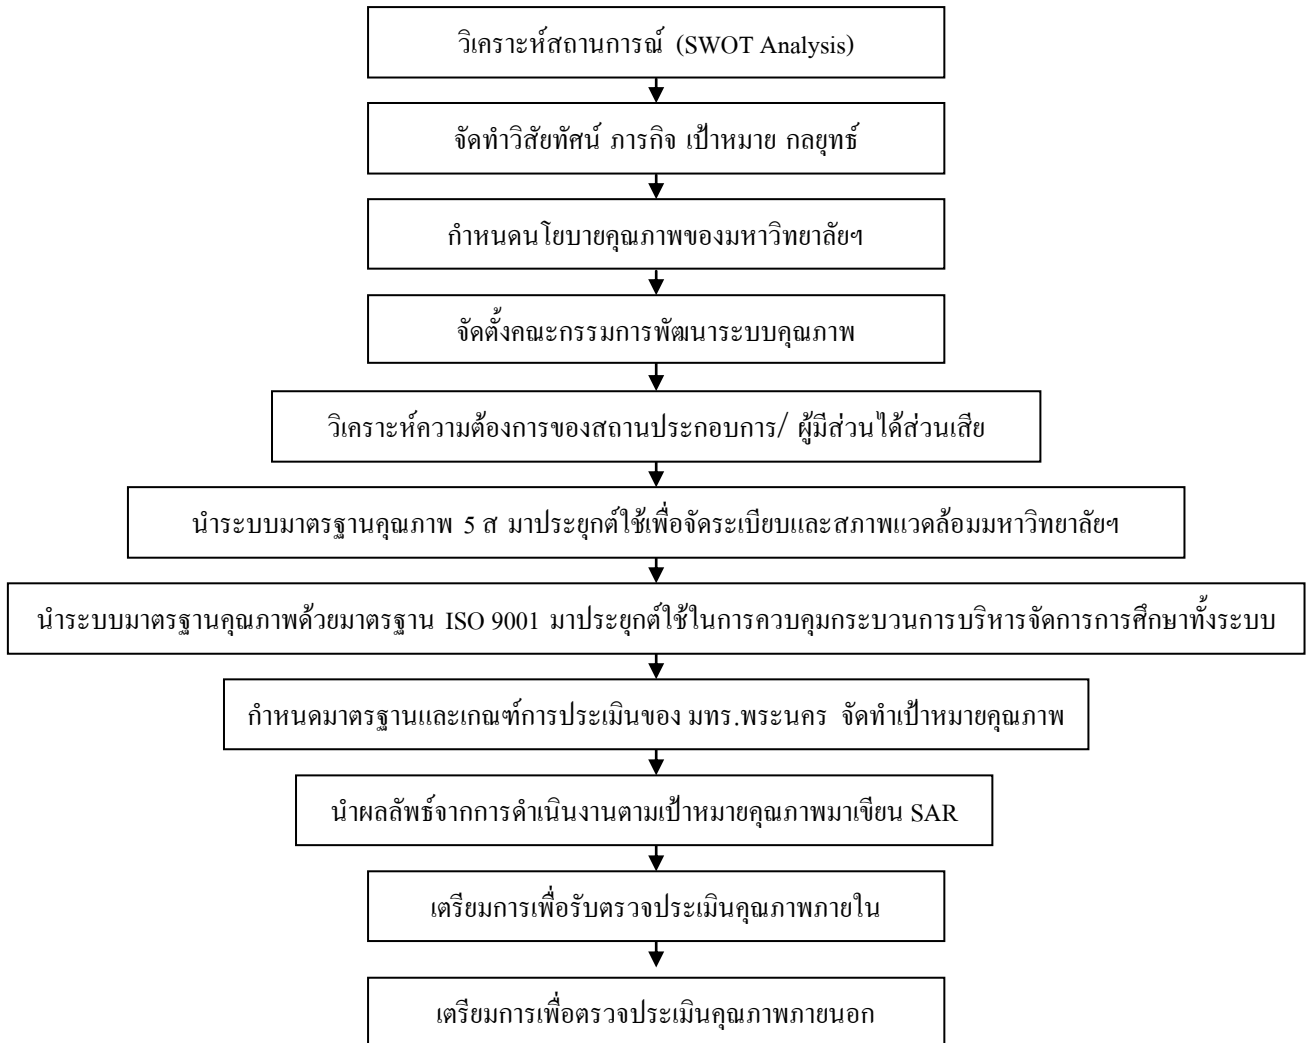 วิเคราะห์สถานการณ์ (SWOT Analysis)
จัดทำวิสัยทัศน์ ภารกิจ เป้าหมาย กลยุทธ์
กำหนดนโยบายคุณภาพของมหาวิทยาลัยฯ
จัดตั้งคณะกรรมการพัฒนาระบบคุณภาพ
วิเคราะห์ความต้องการของสถานประกอบการ/ ผู้มีส่วนได้ส่วนเสีย
นำระบบมาตรฐานคุณภาพ 5 ส มาประยุกต์ใช้เพื่อจัดระเบียบและสภาพแวดล้อมมหาวิทยาลัยฯ
นำระบบมาตรฐานคุณภาพด้วยมาตรฐาน ISO 9001 มาประยุกต์ใช้ในการควบคุมกระบวนการบริหารจัดการการศึกษาทั้งระบบ
กำหนดมาตรฐานและเกณฑ์การประเมินของ มทร.พระนคร จัดทำเป้าหมายคุณภาพ
นำผลลัพธ์จากการดำเนินงานตามเป้าหมายคุณภาพมาเขียน SAR
เตรียมการเพื่อรับตรวจประเมินคุณภาพภายใน
เตรียมการเพื่อตรวจประเมินคุณภาพภายนอก